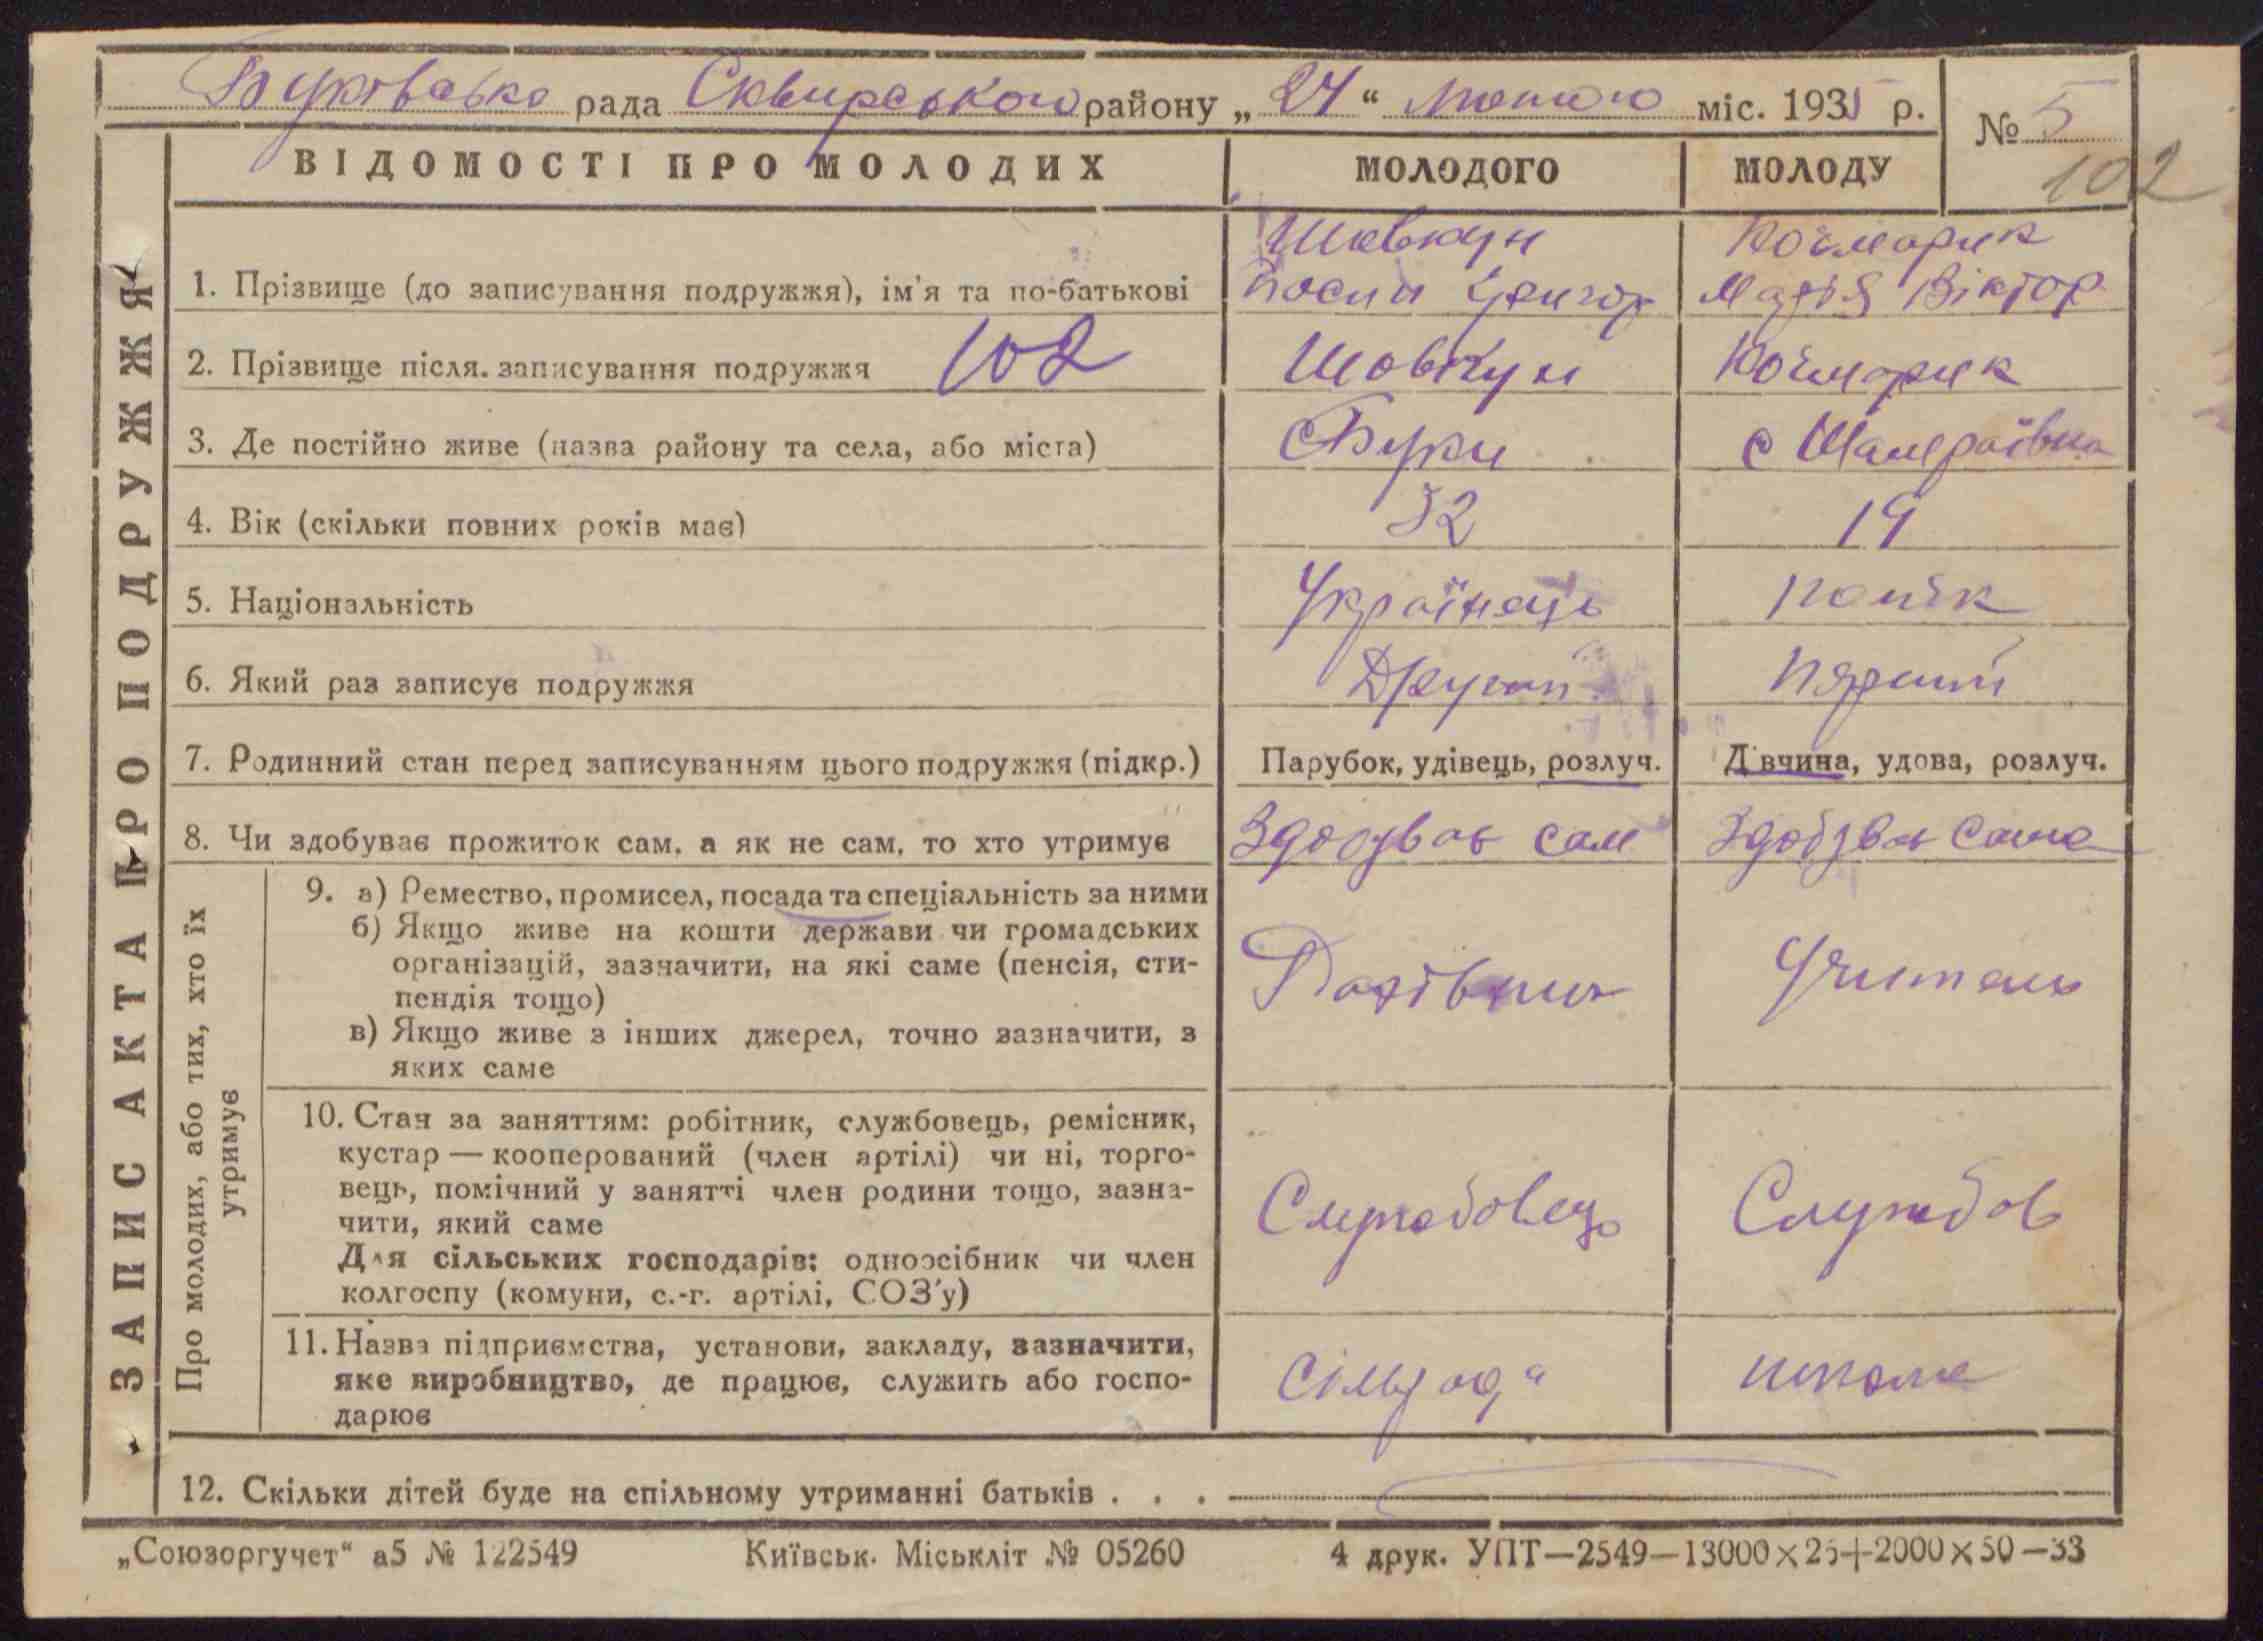 Буківська рада Сквирського району „24“ Лютого міс. 1935 р.
№ 5
102
ВІДОМОСТІ ПРО МОЛОДИХ МОЛОДОГО МОЛОДУ
ЗАПИС АКТА ПРО ПОДРУЖЖЯ
1. Прізвище (до записування подружжя), ім'я та по-батькові
Шовкун
Григор
Марія Віктор
2. Прізвище після. записування подружжя 102 Шовкун
3. Де постійно живе (назва району та села, або міста) с Буки с Шамраївка
4. Вік (скільки повних років має) 32 19
5. Національність Українець
6. Який раз записує подружжя Другий Перший
7. Родинний стан перед записуванням цього подружжя (підкр.) Парубок, удівець, розлуч. Дівчина, удова, розлуч.
8. Чи здобуває прожиток сам, а як не сам, то хто утримує Здобував сам сама
Про молодих, або тих, хто їх утримує
9. а) Ремество, промисел, посада та спеціальність за ними
б) Якщо живе на кошти держави чи громадських
організацій, зазначити, на які саме (пенсія, сти-
пендія тощо)
в) Якщо живе з інших джерел, точно зазначити, з
яких саме
Учитель
10. Стан за заняттям: робітник, службовець, ремісник,
кустар — кооперований (член артілі) чи ні, торго-
вець, помічний у занятті член родини тощо, зазна-
чити, який саме
Для сільських господарів: одноосібник чи член
колгоспу (комуни, с.-г. артілі, СОЗ'у)
Службовець Службов
11. Назва підприємства, установи, закладу, зазначити,
яке виробництво, де працює, служить або госпо-
дарює
Сільрада школа
12. Скільки дітей буде на спільному утриманні батьків . . .
„Союзоргучет“ а5 № 122549 Київськ. Міськліт № 05260 4 друк. УПТ—2549—13000×25+2000×50—33